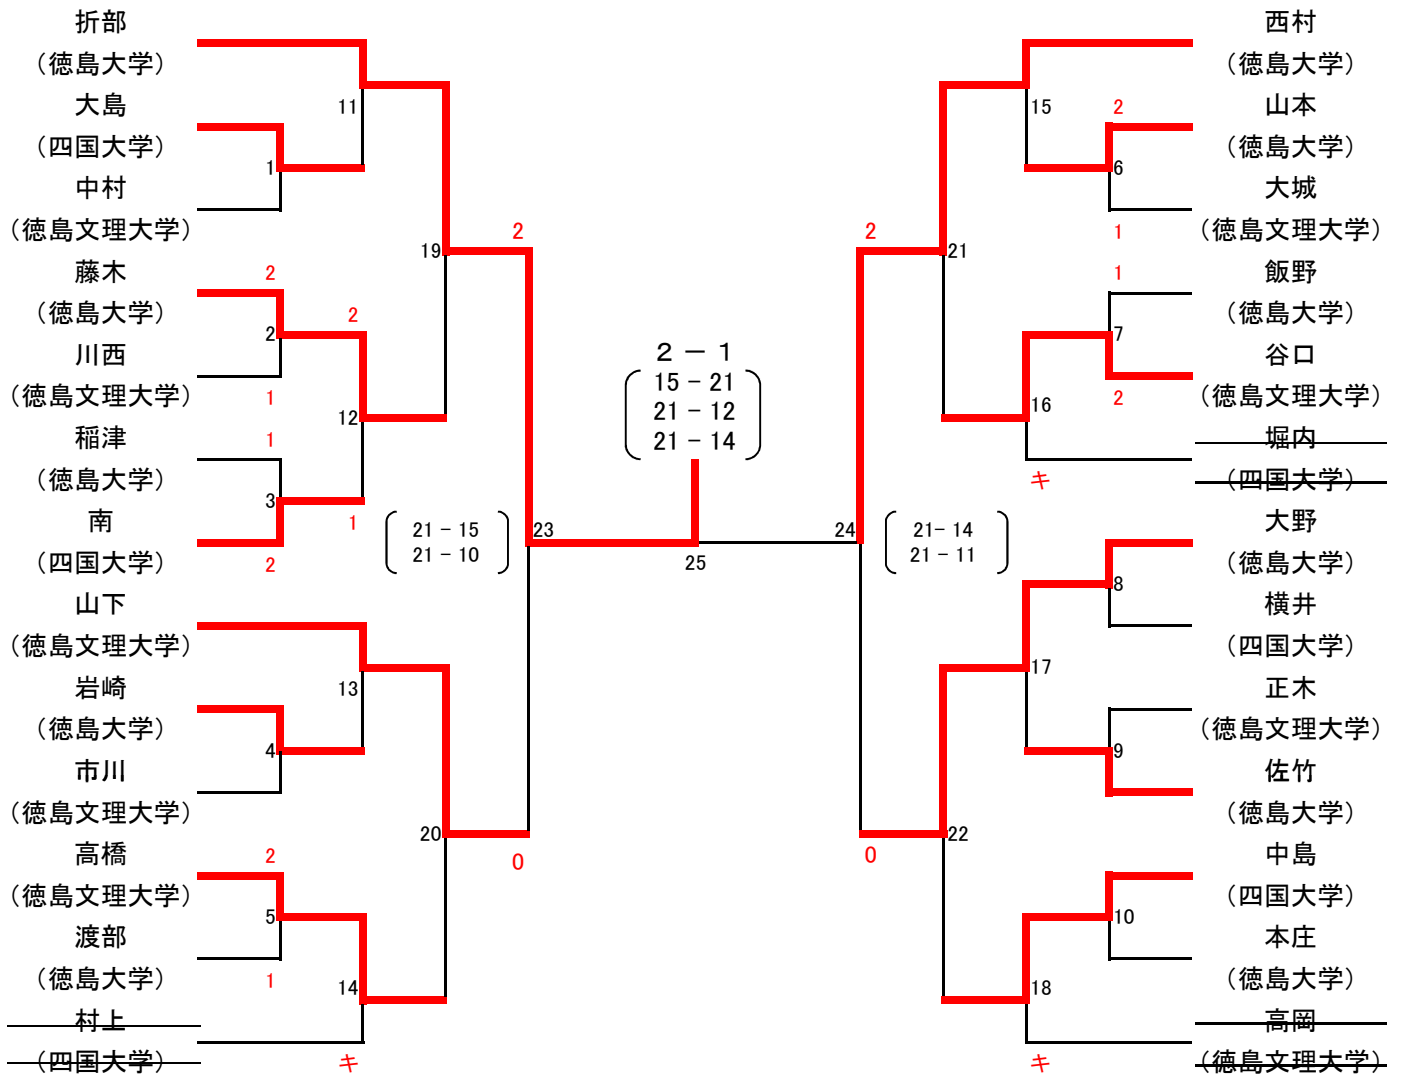 折部
（徳島大学）
大島
（四国大学）
中村
（徳島文理大学）
藤木
（徳島大学）
川西
（徳島文理大学）
稲津
（徳島大学）
南
（四国大学）
山下
（徳島文理大学）
岩崎
（徳島大学）
市川
（徳島文理大学）
高橋
（徳島文理大学）
渡部
（徳島大学）
村上
（四国大学）
11
1
2
2
2
1
12
1
3
1
2
19
2
13
4
20
0
2
5
1
14
キ
21 - 15
21 - 10
23
２－１
15 - 21
21 - 12
21 - 14
25
24
21- 14
21 - 11
2
21
15
2
6
1
1
7
2
16
キ
8
17
9
22
0
10
18
キ
西村
（徳島大学）
山本
（徳島大学）
大城
（徳島文理大学）
飯野
（徳島大学）
谷口
（徳島文理大学）
堀内
（四国大学）
大野
（徳島大学）
横井
（四国大学）
正木
（徳島文理大学）
佐竹
（徳島大学）
中島
（四国大学）
本庄
（徳島大学）
高岡
（徳島文理大学）